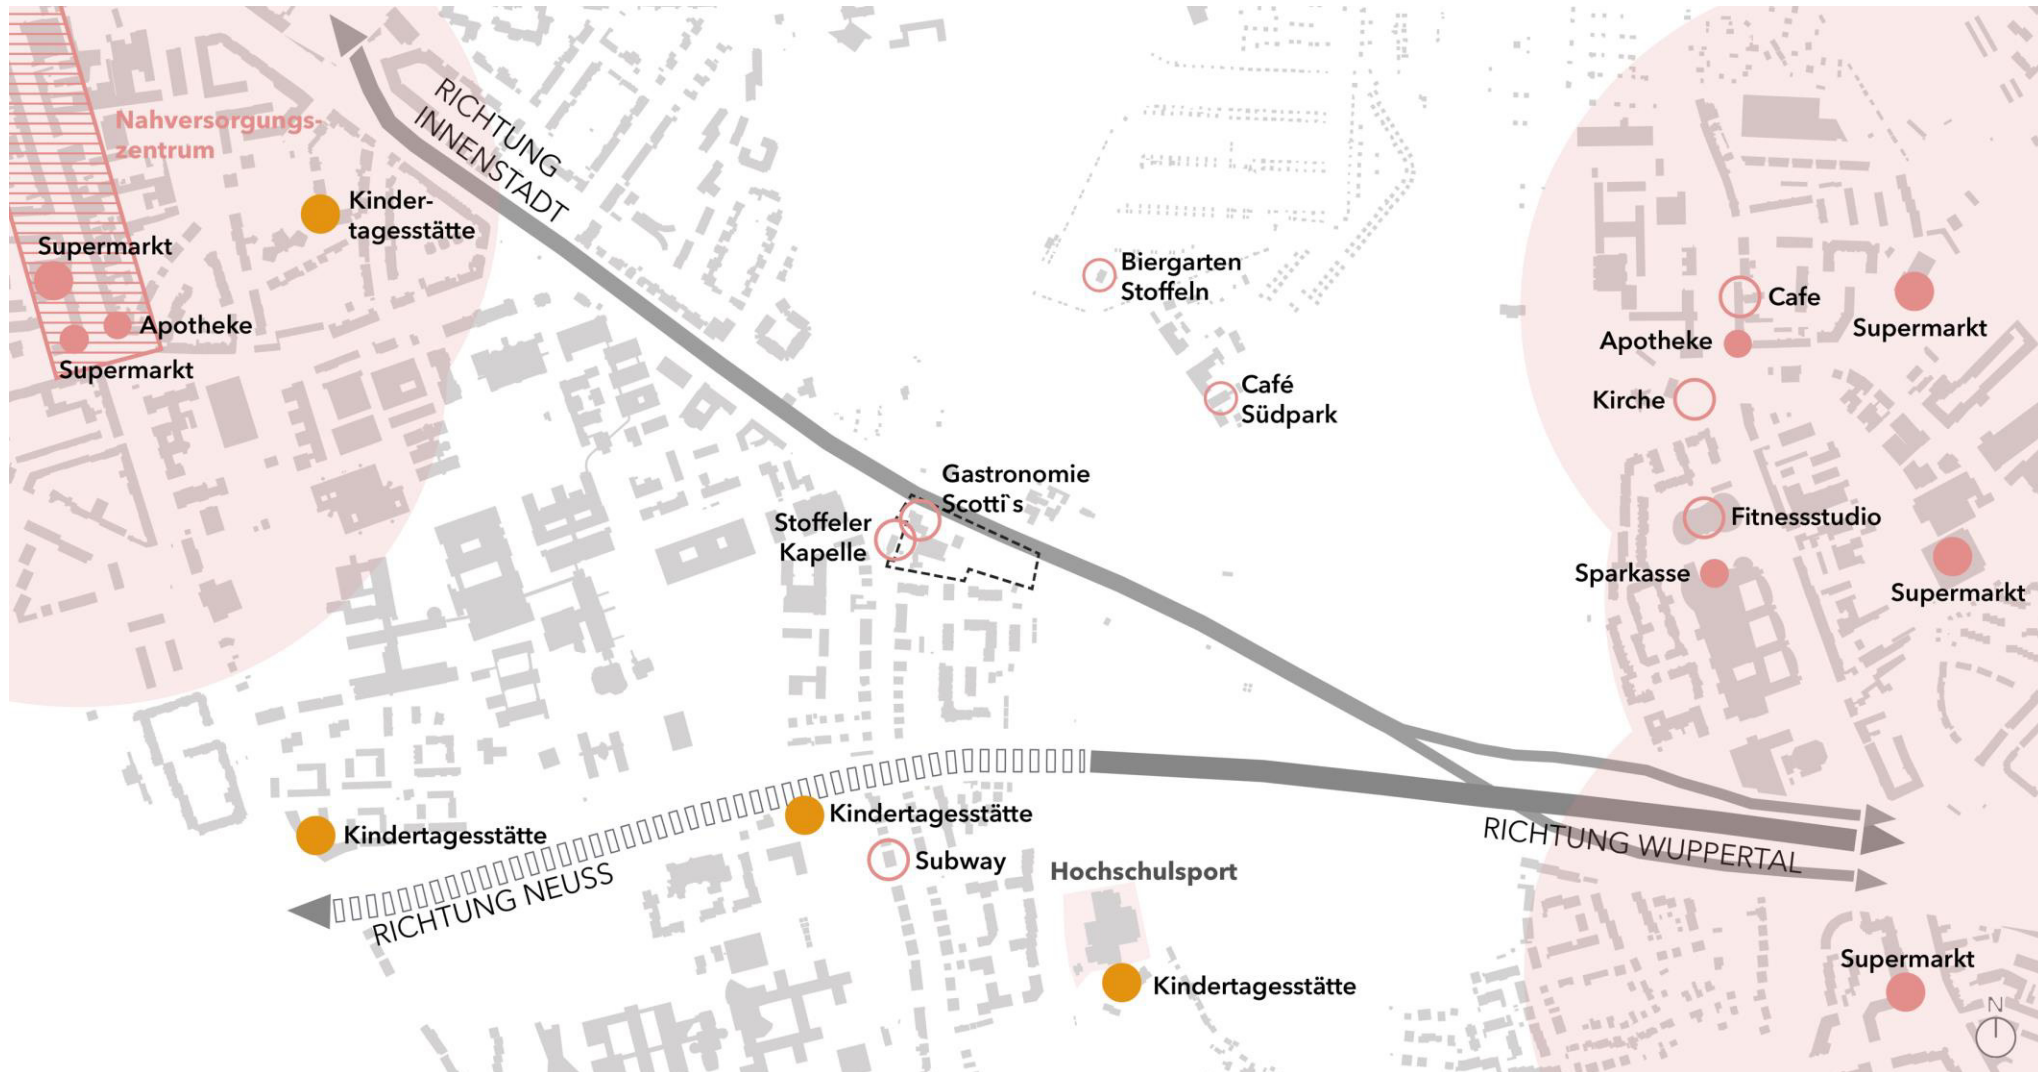 RICHTUNG
INNENSTADT
Nahversorgungs-
zentrum
Kinder-
tagesstätte
Supermarkt
Apotheke
Supermarkt
Biergarten
Stoffeln
Café
Südpark
Cafe
Supermarkt
Apotheke
Kirche
Gastronomie
Scotti`s
Stoffeler
Kapelle
Fitnessstudio
Sparkasse
Supermarkt
Kindertagesstätte
Kindertagesstätte
RICHTUNG WUPPERTAL
Subway
Hochschulsport
RICHTUNG NEUSS
Kindertagesstätte
Supermarkt
N